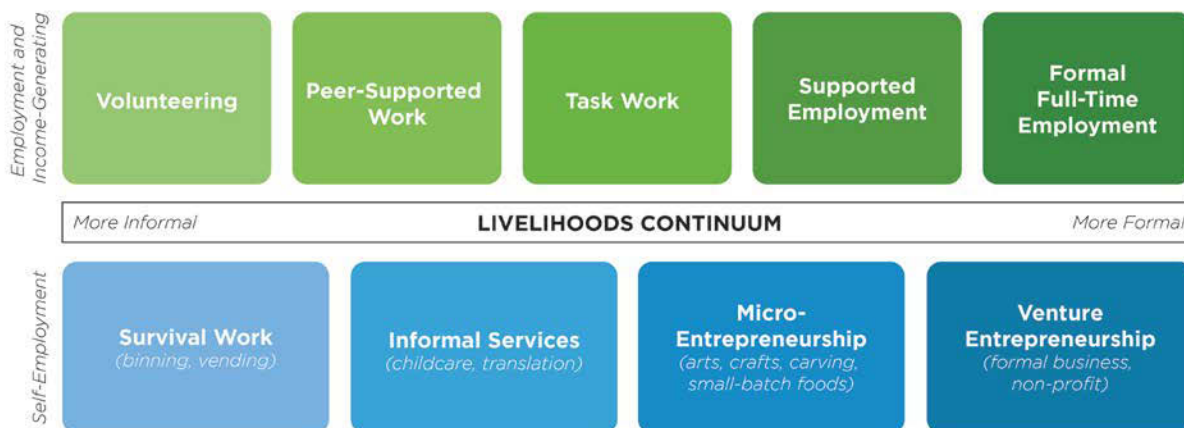 Employment and
Income-Generating
Volunteering
Peer-Supported
Work
Task Work
Supported
Employment
Formal
Full-Time
Employment
More Informal
LIVELIHOODS CONTINUUM
More Formal
Self-Employment
Survival Work
(binning, vending)
Informal Services
(childcare, translation)
Micro-
Entrepreneurship
(arts, crafts, carving,
small-batch foods)
Venture
Entrepreneurship
(formal business,
non-profit)